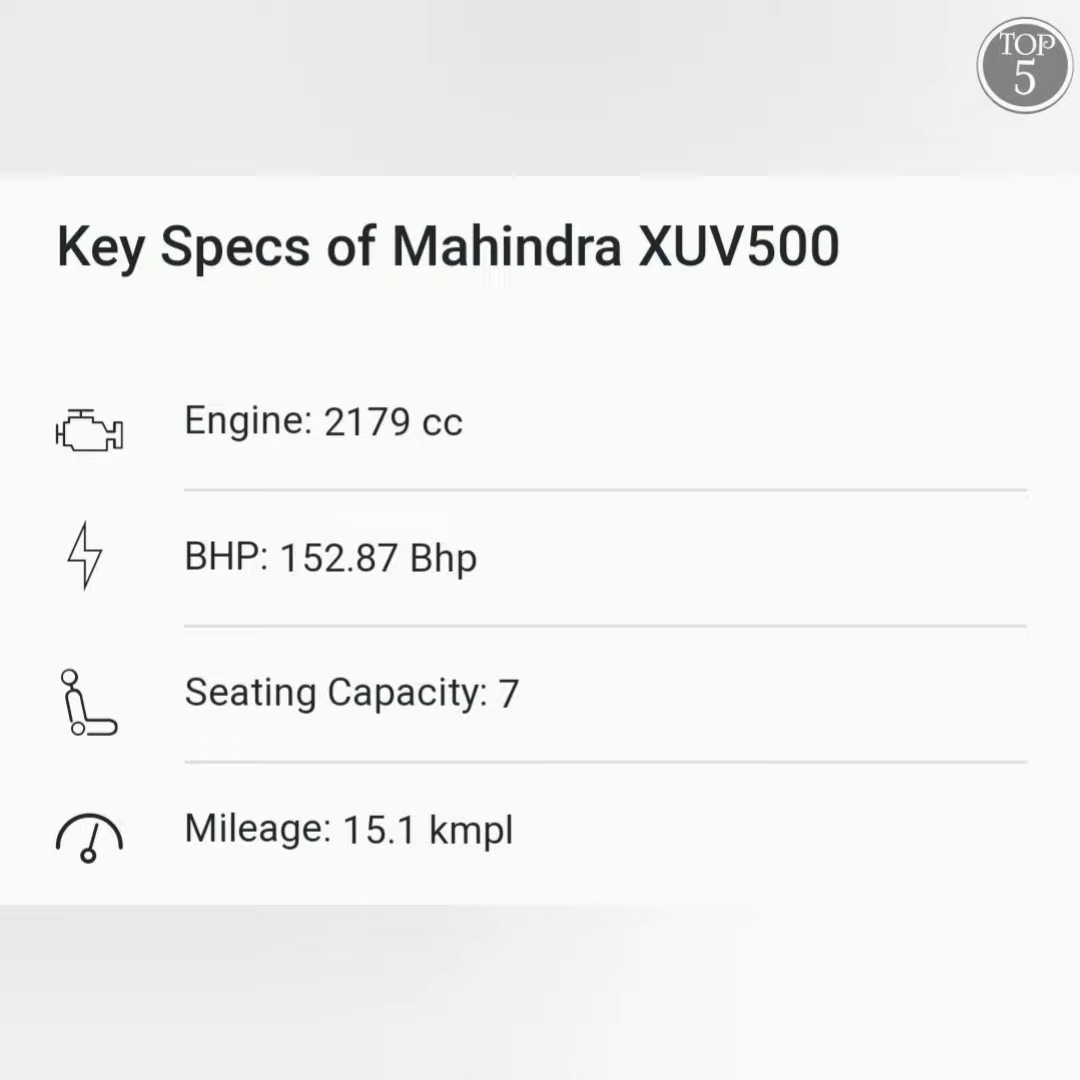 TOP
5
Key Specs of Mahindra XUV500
Engine: 2179 cc
BHP: 152.87 Bhp
Seating Capacity: 7
Mileage: 15.1 kmpl